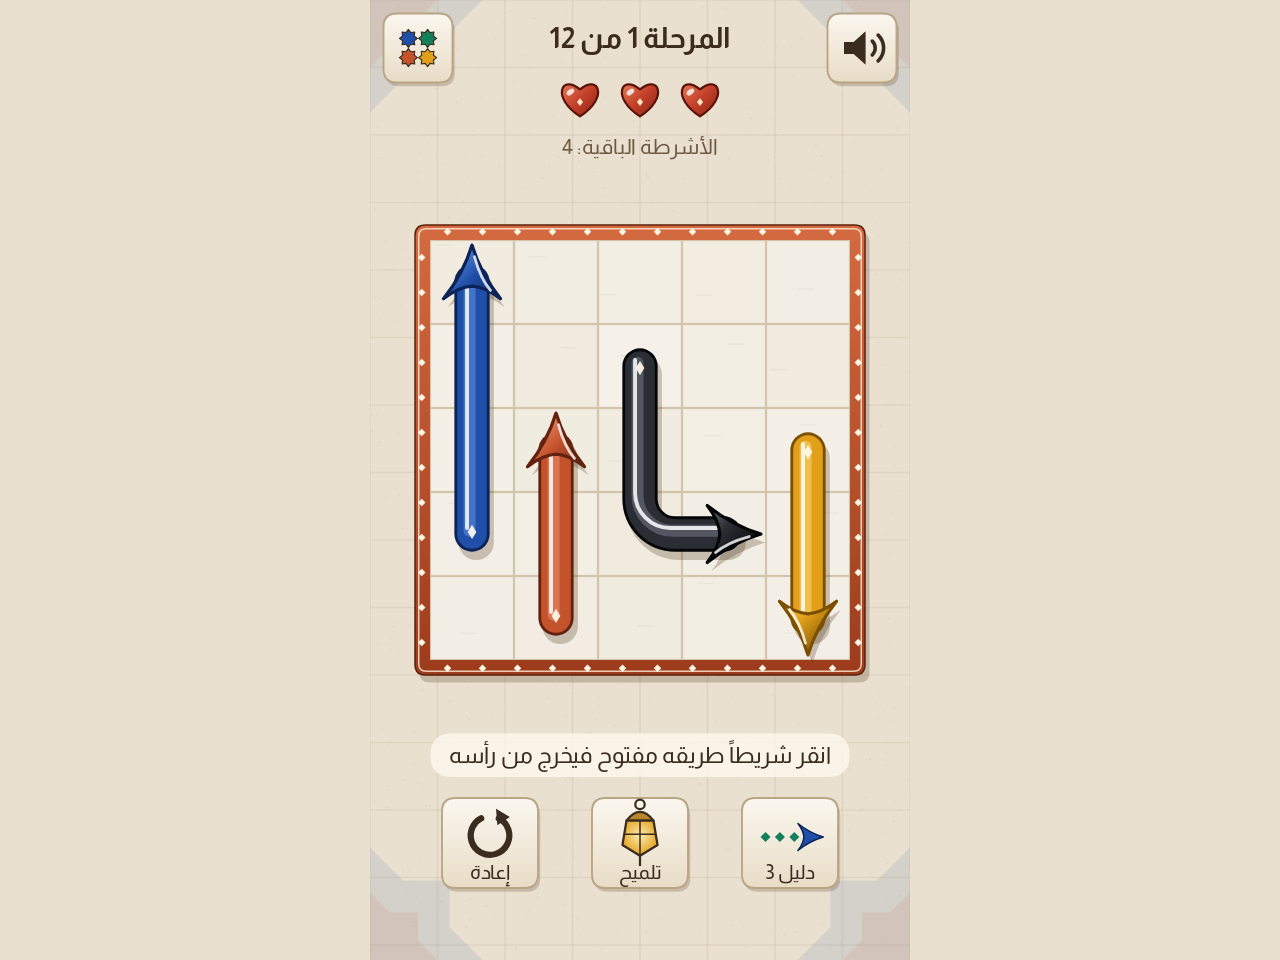 المرحلة 1 من 12
الأشرطة الباقية: 4
انقر شريطاً طريقه مفتوح فيخرج من رأسه
دليل 3
تلميح
إعادة